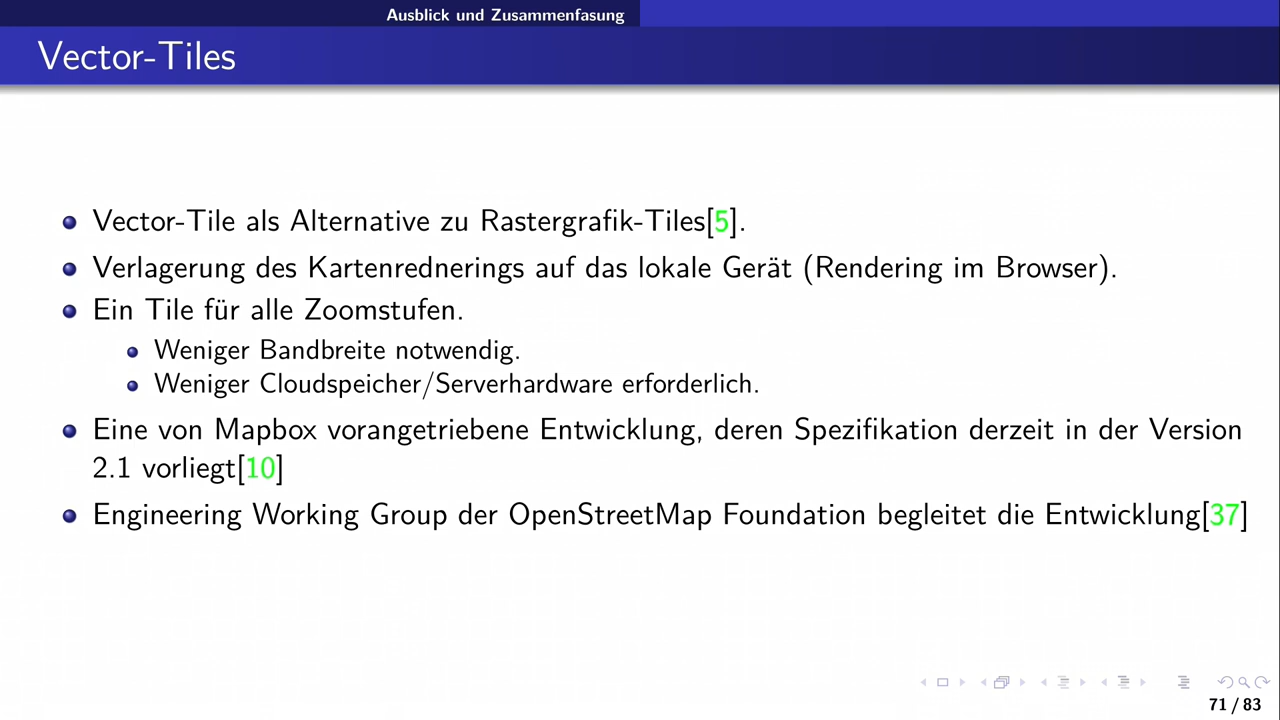 Ausblick und Zusammenfasung
Vector-Tiles
Vector-Tile als Alternative zu Rastergrafik-Tiles[5].
Verlagerung des Kartenrednerings auf das lokale Gerät (Rendering im Browser).
Ein Tile für alle Zoomstufen.
Weniger Bandbreite notwendig.
Weniger Cloudspeicher/Serverhardware erforderlich.
Eine von Mapbox vorangetriebene Entwicklung, deren Spezifikation derzeit in der Version
2.1 vorliegt[10]
Engineering Working Group der OpenStreetMap Foundation begleitet die Entwicklung[37]
71 / 83